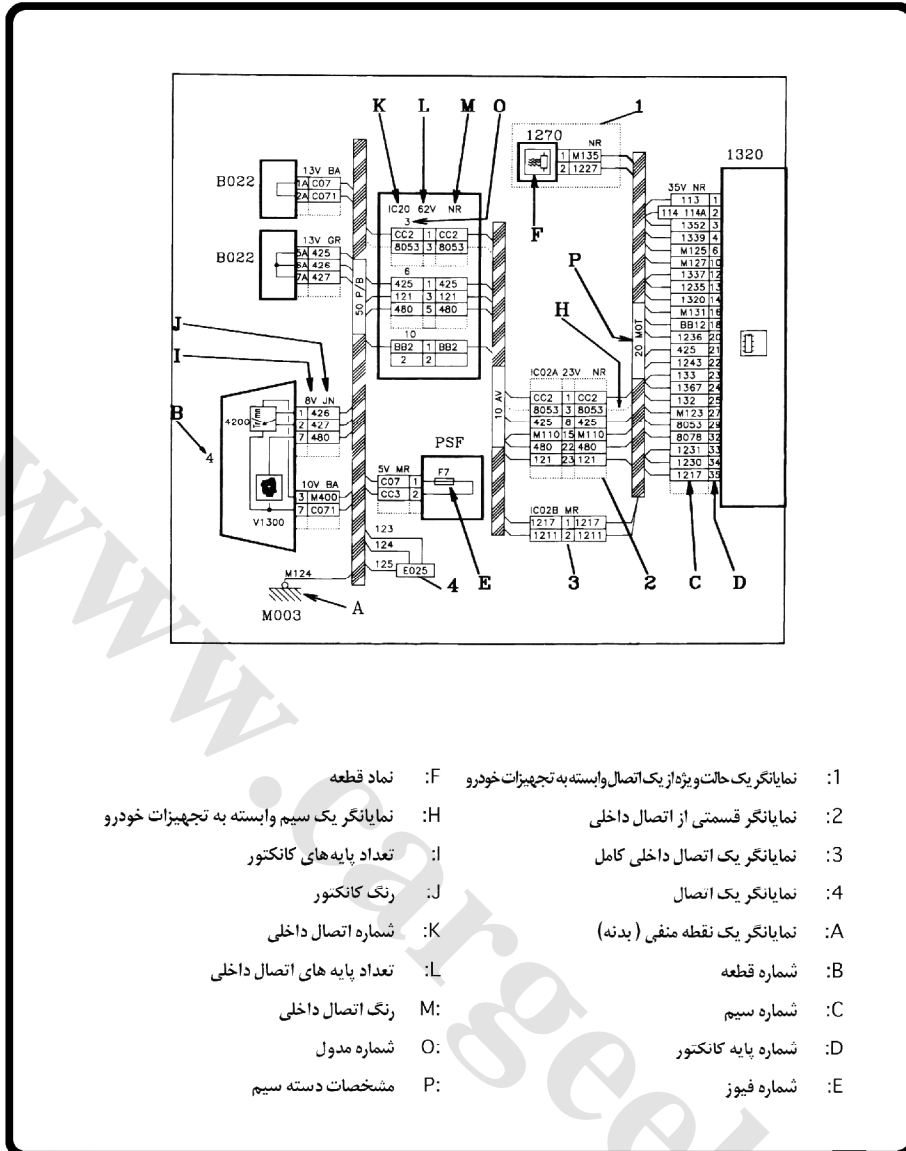 K L M O 1
1270
NR
1 M135
2 1227
F
1320
35V NR
113 1
114 114A 2
1352 3
1339 4
M125 6
M127 10
1337 12
1235 13
1320 14
M131 16
BB12 18
1236 20
425 21
1243 22
133 23
1367 24
132 25
M123 27
8053 29
8078 32
1231 33
1230 34
1217 35
C D
B022
13V BA
1A C07
2A C071
B022
13V GR
5A 425
6A 426
7A 427
50 P/B
IC20 62V NR
3
CC2 1 CC2
8053 3 8053
6
425 1 425
121 3 121
480 5 480
10
BB2 1 BB2
2 2
10 AV
P
H
20 MOT
IC02A 23V NR
CC2 1 CC2
8053 3 8053
425 8 425
M110 15 M110
480 22 480
121 23 121
IC02B MR
1217 1 1217
1211 2 1211
3 2
J
I
B
4
8V JN
4200
1 426
2 427
7 480
10V BA
3 M400
7 C071
V1300
PSF
5V MR
C07 1
CC3 2
F7
123
124
125
E025
4 E
M124
M003
A
1: نمایانگر یک حالت ویژه از یک اتصال وابسته به تجهیزات خودرو
2: نمایانگر قسمتی از اتصال داخلی
3: نمایانگر یک اتصال داخلی کامل
4: نمایانگر یک اتصال
A: نمایانگر یک نقطه منفی ( بدنه)
B: شماره قطعه
C: شماره سیم
D: شماره پایه کانکتور
E: شماره فیوز
F: نماد قطعه
H: نمایانگر یک سیم وابسته به تجهیزات خودرو
I: تعداد پایه‌های کانکتور
J: رنگ کانکتور
K: شماره اتصال داخلی
L: تعداد پایه های اتصال داخلی
M: رنگ اتصال داخلی
O: شماره مدول
P: مشخصات دسته سیم
www.cargeek